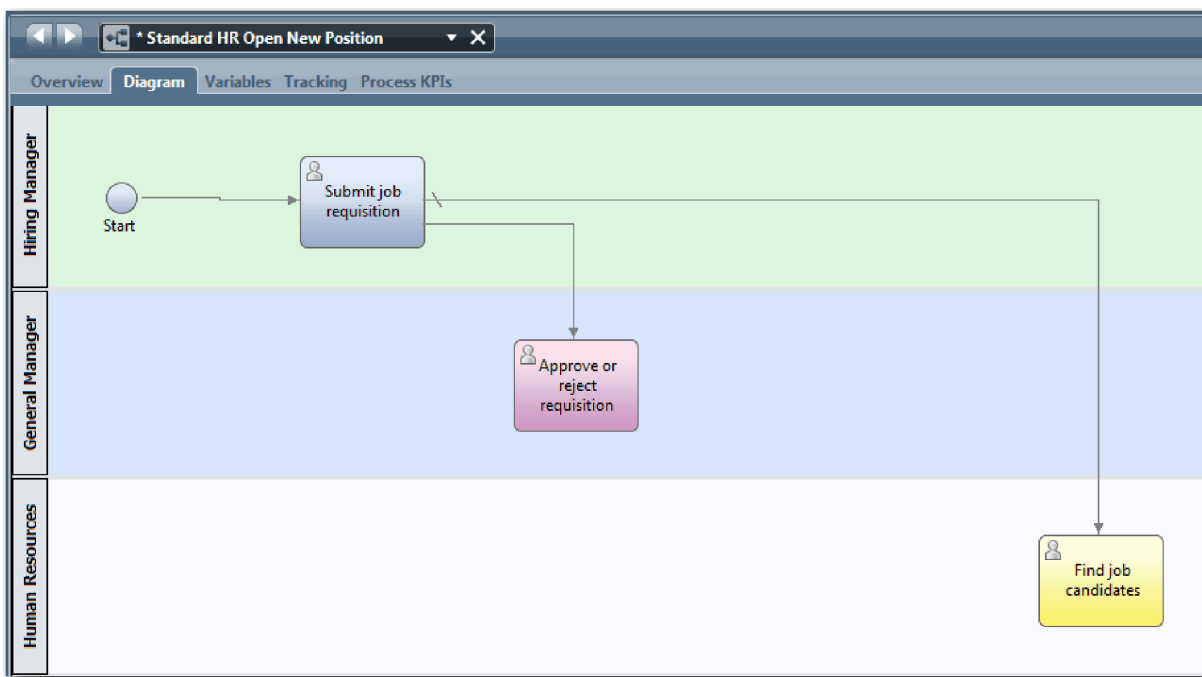 * Standard HR Open New Position
Overview Diagram Variables Tracking Process KPIs
Hiring Manager
Start
Submit job
requisition
General Manager
Approve or
reject
requisition
Human Resources
Find job
candidates